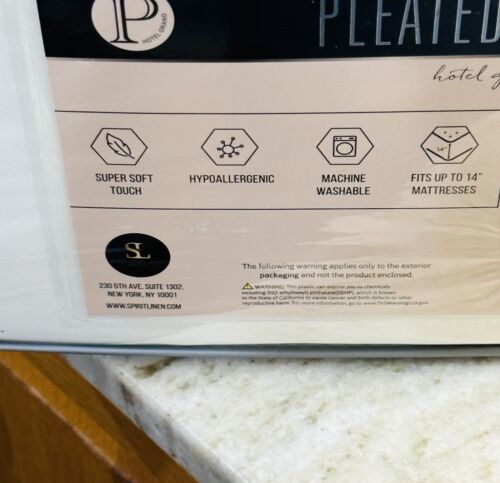 P
HOTEL GRAND
PLEATED
hotel g
14"
SUPER SOFT
TOUCH
HYPOALLERGENIC
MACHINE
WASHABLE
FITS UP TO 14"
MATTRESSES
SL
230 5TH AVE, SUITE 1302,
NEW YORK, NY 10001
WWW.SPIRITLINEN.COM
The following warning applies only to the exterior
packaging and not the product enclosed.
WARNING: This plastic can expose you to chemicals
including Di(2-ethylhexyl) phthalate(DEHP), which is known
to the State of California to cause cancer and birth defects or other
reproductive harm. For more information, go to www.P65Warnings.ca.gov